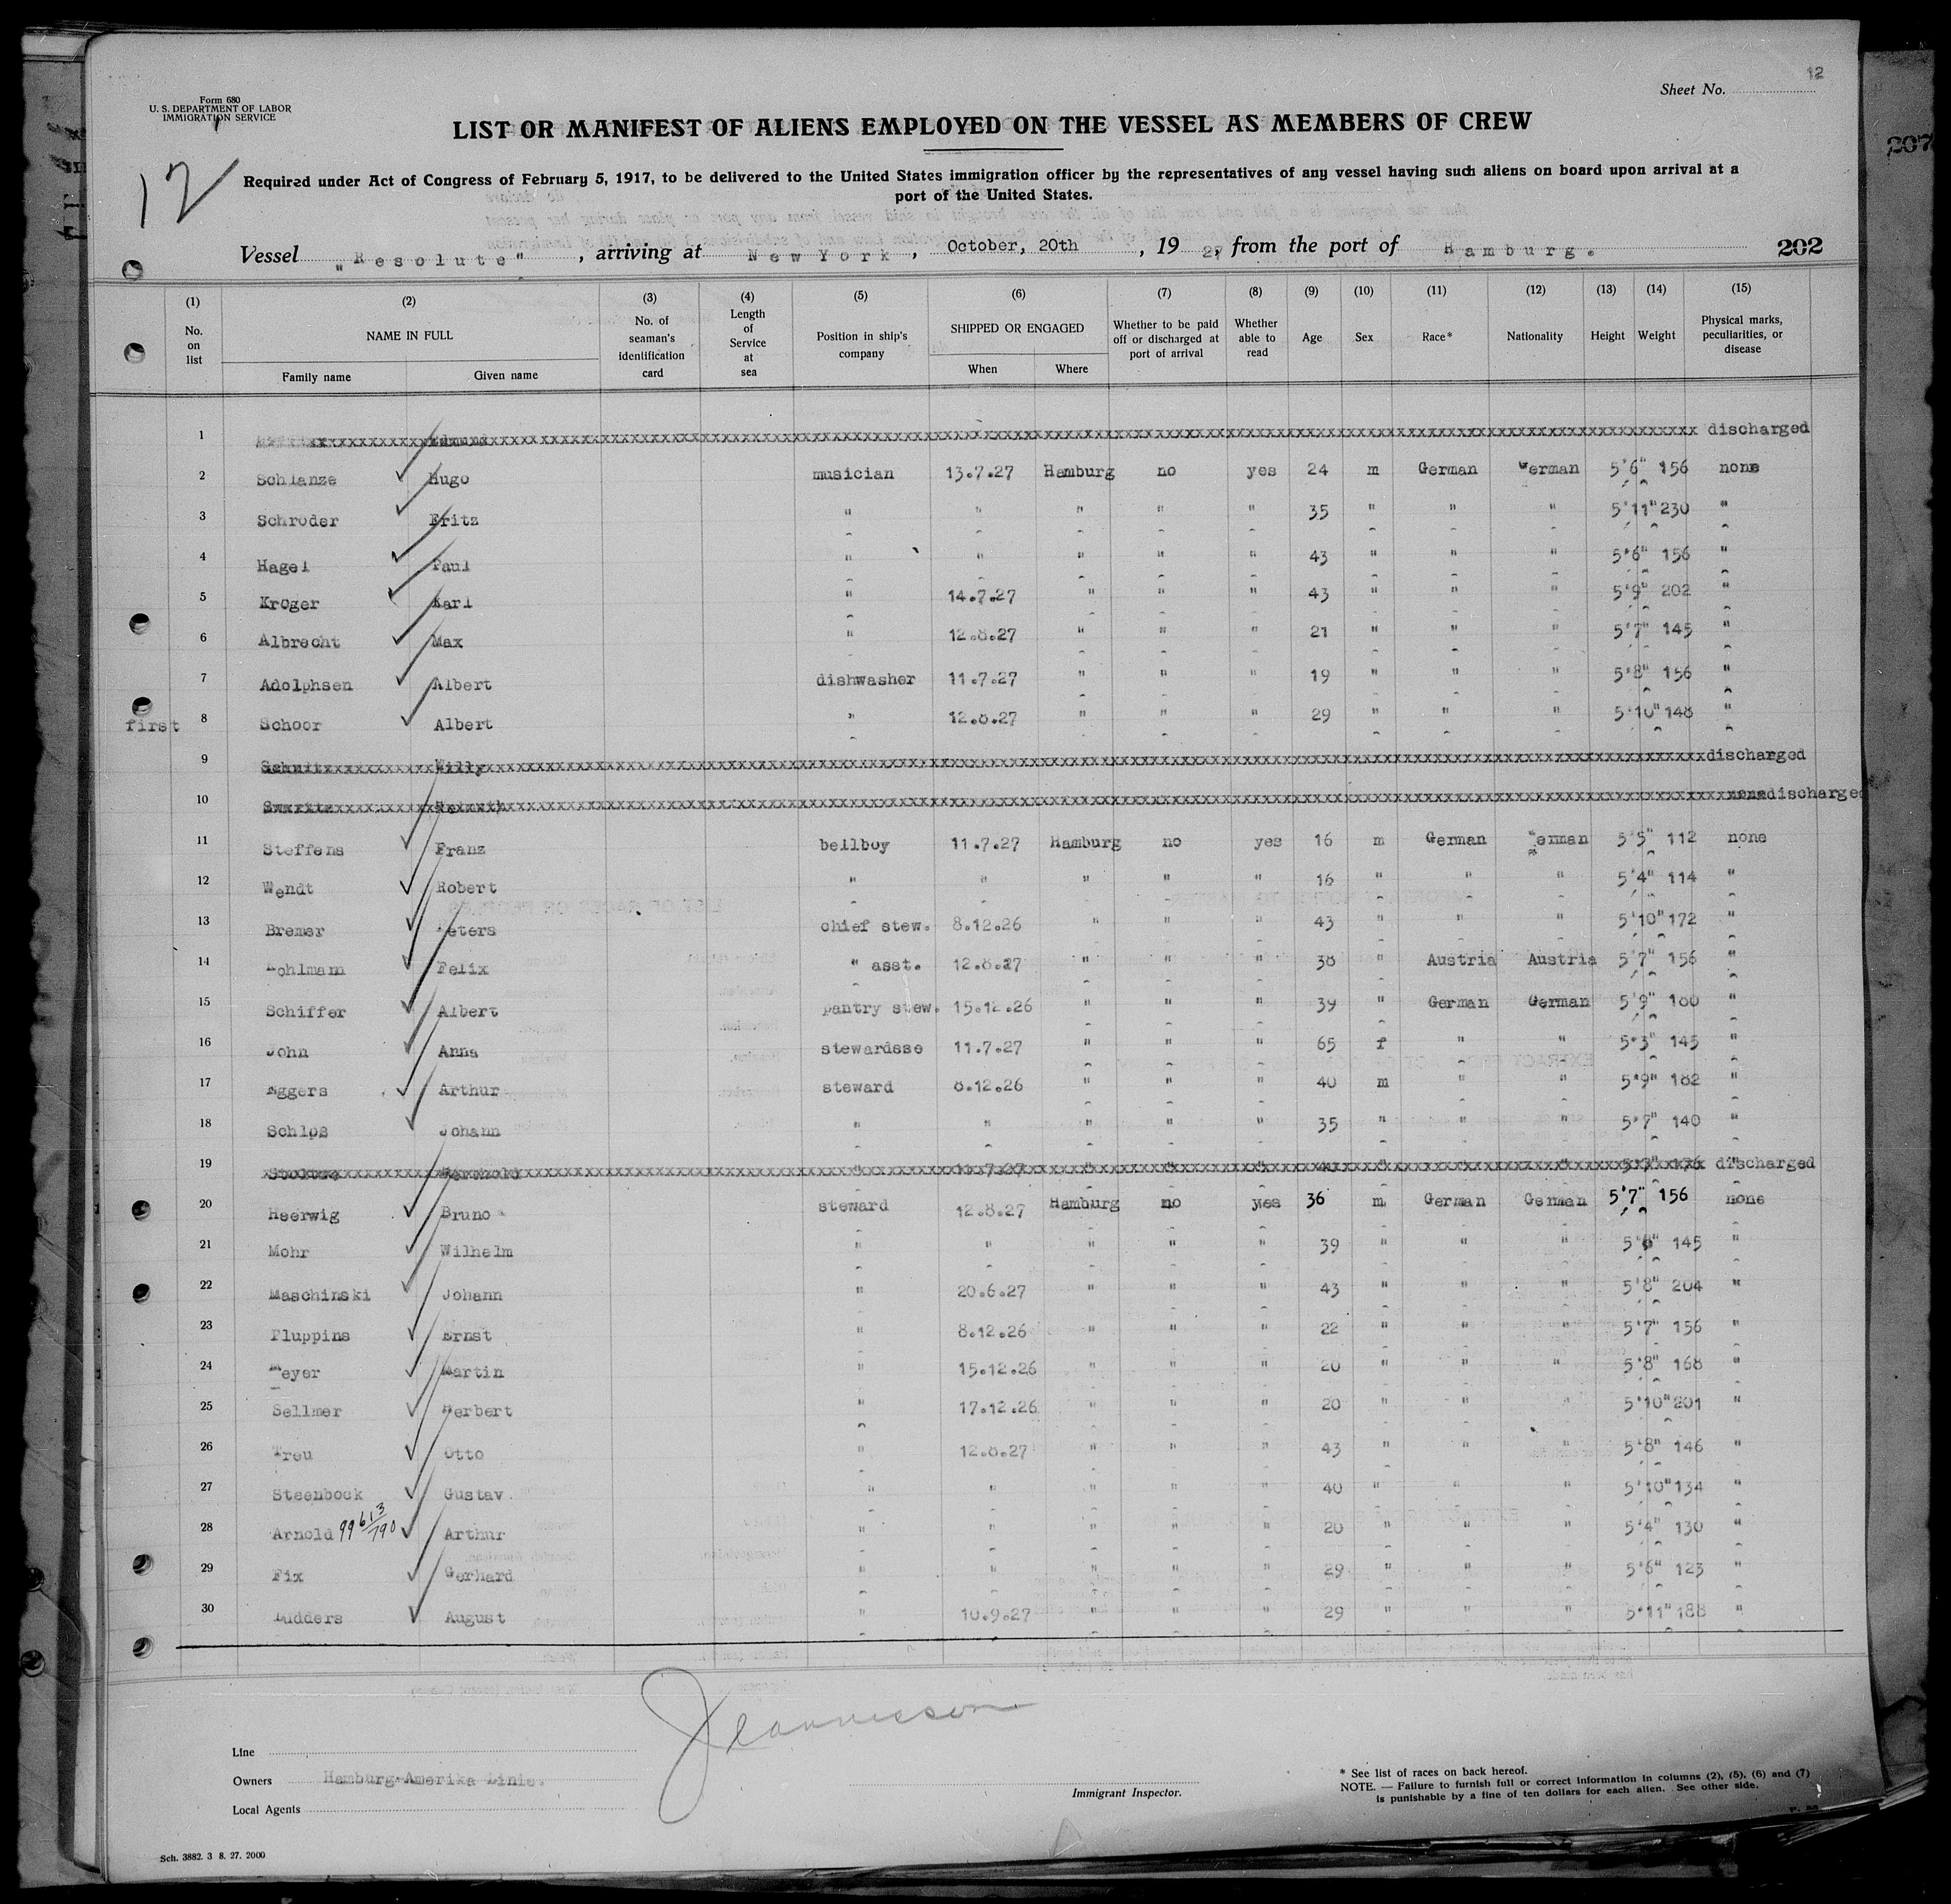 12
Sheet No.
Form 680
U. S. DEPARTMENT OF LABOR
IMMIGRATION SERVICE
LIST OR MANIFEST OF ALIENS EMPLOYED ON THE VESSEL AS MEMBERS OF CREW
207
12
Required under Act of Congress of February 5, 1917, to be delivered to the United States immigration officer by the representatives of any vessel having such aliens on board upon arrival at a
port of the United States.
Vessel "Resolute", arriving at New York, October, 20th, 19 27, from the port of Hamburg. 202
(1) (2) (3) (4) (5) (6) (7) (8) (9) (10) (11) (12) (13) (14) (15)
No. on list NAME IN FULL Family name Given name No. of seaman's identification card Length of Service at sea Position in ship's company SHIPPED OR ENGAGED When Where Whether to be paid off or discharged at port of arrival Whether able to read Age Sex Race* Nationality Height Weight Physical marks, peculiarities, or disease
1 Edmund discharged
2 Schlanze Hugo musician 13.7.27 Hamburg no yes 24 m German German 5'6" 156 none
3 Schroder Fritz " " " " " 35 " " " 5'11" 230 "
4 Hagel Paul " " " " " 43 " " " 5'6" 156 "
5 Kroger Karl " 14.7.27 " " " 43 " " " 5'9" 202 "
6 Albrecht Max " 12.8.27 " " " 21 " " " 5'7" 145 "
7 Adolphsen Albert dishwasher 11.7.27 " " " 19 " " " 5'8" 156 "
first 8 Schoor Albert " 12.8.27 " " " 29 " " " 5'10" 148 "
9 Willy discharged
10 discharged
11 Steffens Franz bellboy 11.7.27 Hamburg no yes 16 m German German 5'5" 112 none
12 Wendt Robert " " " " " 16 " " " 5'4" 114 "
13 Bremer Peters chief stew. 8.12.26 " " " 43 " " " 5'10" 172 "
14 Pohlmann Felix " asst. 12.8.27 " " " 38 " Austria Austria 5'7" 156 "
15 Schiffer Albert pantry stew. 15.12.26 " " " 39 " German German 5'9" 180 "
16 John Anna stewardsse 11.7.27 " " " 65 f " " 5'3" 145 "
17 Eggers Arthur steward 8.12.26 " " " 40 m " " 5'9" 182 "
18 Schlps Johann " " " " " 35 " " " 5'7" 140 "
19 Berthold " 11.7.27 " " " " " " discharged
20 Heerwig Bruno steward 12.8.27 Hamburg no yes 36 m German German 5'7" 156 none
21 Mohr Wilhelm " " " " " 39 " " " 5'6" 145 "
22 Maschinski Johann " 20.6.27 " " " 43 " " " 5'8" 204 "
23 Fluppins Ernst " 8.12.26 " " " 22 " " " 5'7" 156 "
24 Meyer Martin " 15.12.26 " " " 20 " " " 5'8" 168 "
25 Sellmer Herbert " 17.12.26 " " " 20 " " " 5'10" 201 "
26 Treu Otto " 12.8.27 " " " 43 " " " 5'8" 146 "
27 Steenbock Gustav " " " " " 40 " " " 5'10" 134 "
28 Arnold 99 613/790 Arthur " " " " " 20 " " " 5'4" 130 "
29 Fix Gerhard " " " " " 29 " " " 5'6" 123 "
30 Ludders August " 10.9.27 " " " 29 " " " 5'11" 188 "
Line
Owners Hamburg-Amerika Linie.
Local Agents
Immigrant Inspector.
* See list of races on back hereof.
NOTE. — Failure to furnish full or correct information in columns (2), (5), (6) and (7)
is punishable by a fine of ten dollars for each alien. See other side.
Sch. 3882. 3 8. 27. 2000